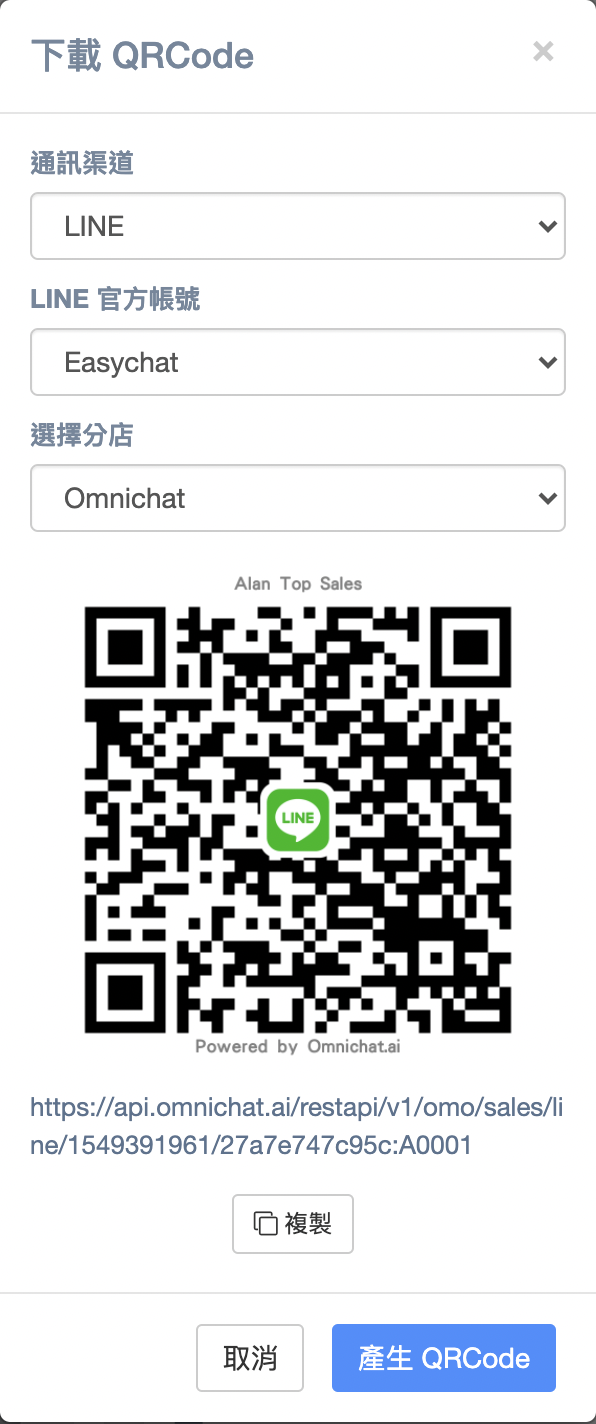 下載 QRCode
×
通訊渠道
LINE
LINE 官方帳號
Easychat
選擇分店
Omnichat
Alan Top Sales
LINE
Powered by Omnichat.ai
https://api.omnichat.ai/restapi/v1/omo/sales/li
ne/1549391961/27a7e747c95c:A0001
複製
取消
產生 QRCode